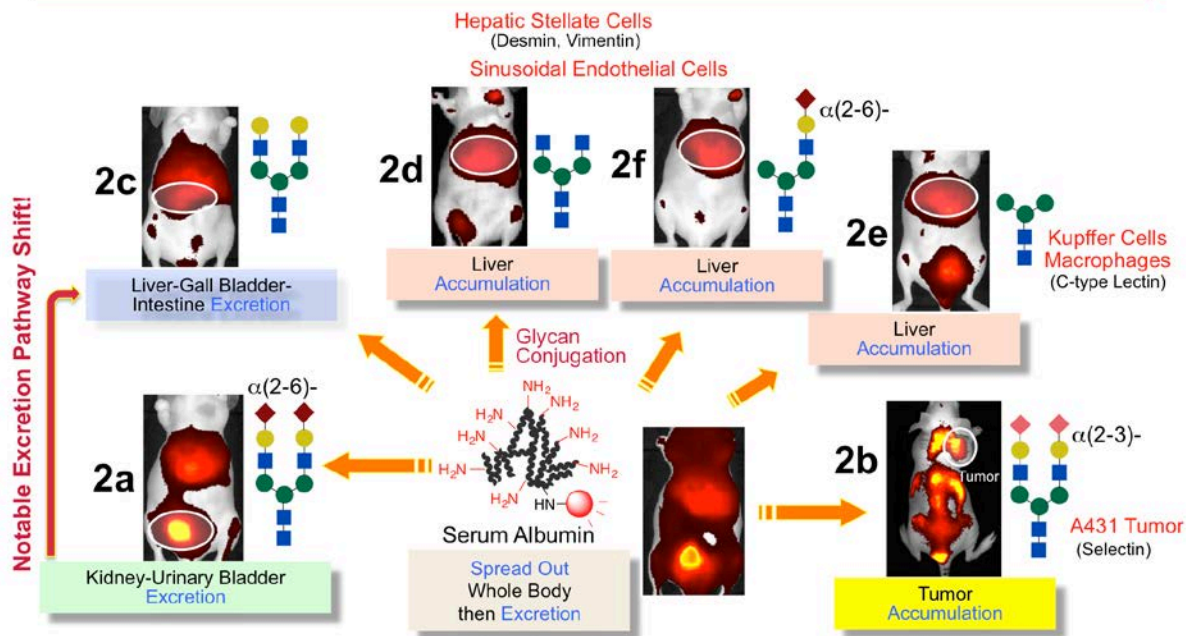 Hepatic Stellate Cells
(Desmin, Vimentin)
Sinusoidal Endothelial Cells
Notable Excretion Pathway Shift!
2c
Liver-Gall Bladder-
Intestine Excretion
2d
Liver
Accumulation
2f
α(2-6)-
Liver
Accumulation
2e
Kupffer Cells
Macrophages
(C-type Lectin)
Liver
Accumulation
Glycan
Conjugation
2a
α(2-6)-
Kidney-Urinary Bladder
Excretion
NH2
H2N
NH2
H2N
NH2
H2N
NH2
H2N
NH2
H2N
HN
Serum Albumin
Spread Out
Whole Body
then Excretion
2b
Tumor
α(2-3)-
A431 Tumor
(Selectin)
Tumor
Accumulation